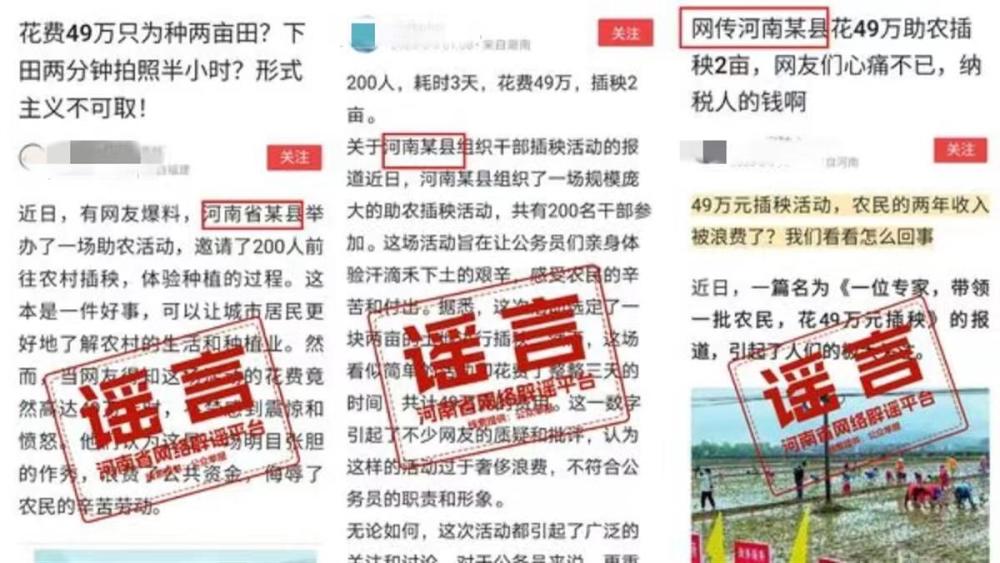 花费49万只为种两亩田？下
田两分钟拍照半小时？形式
主义不可取！
关注
近日，有网友爆料，河南省某县举
办了一场助农活动，邀请了200人前
往农村插秧，体验种植的过程。这
本是一件好事，可以让城市居民更
好地了解农村的生活和种植业。然
而，当网友得知这
的花费竟
然高达
感到震惊和
愤怒。他们认为这
明目张胆
的作秀，浪费了公共资金，侮辱了
农民的辛苦劳动。
谣言
河南省网络辟谣平台
来自湖南
关注
200人，耗时3天，花费49万，插秧2
亩。
关于河南某县组织干部插秧活动的报
道近日，河南某县组织了一场规模庞
大的助农插秧活动，共有200名干部参
加。这场活动旨在让公务员们亲身体
验汗滴禾下土的艰辛，感受农民的辛
苦和付出。据悉，这次
选定了一
块两亩的
行插
这场
看似简单的
花费了整整三天的
时间，共计49
这一数字
引起了不少网友的质疑和批评，认为
这样的活动过于奢侈浪费，不符合公
务员的职责和形象。
无论如何，这次活动都引起了广泛的
关注和讨论
谣言
河南省网络辟谣平台
网传河南某县花49万助农插
秧2亩，网友们心痛不已，纳
税人的钱啊
自河南
关注
49万元插秧活动，农民的两年收入
被浪费了？我们看看怎么回事
近日，一篇名为《一位专家，带领
一批农民，花49万元插秧》的报
道，引起了人们的
谣言
河南省网络辟谣平台